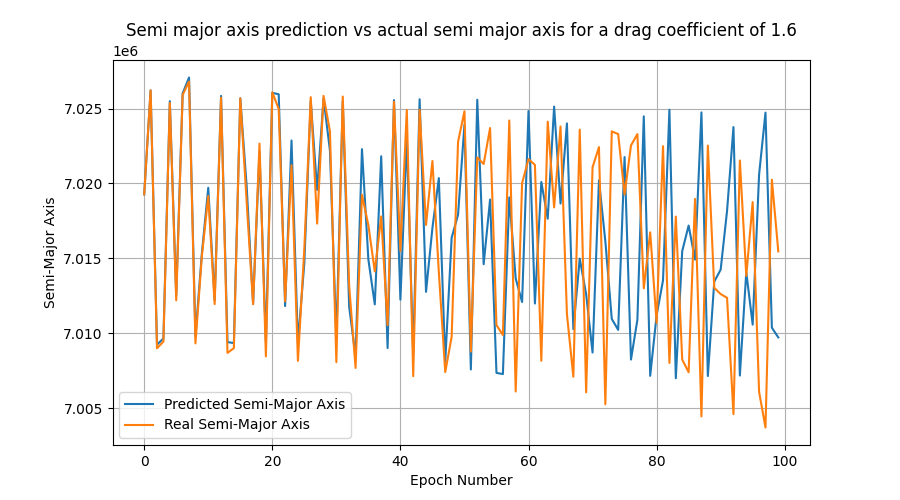 Semi major axis prediction vs actual semi major axis for a drag coefficient of 1.6
1e6
7.025
7.020
7.015
7.010
7.005
Semi-Major Axis
Predicted Semi-Major Axis
Real Semi-Major Axis
0 20 40 60 80 100
Epoch Number